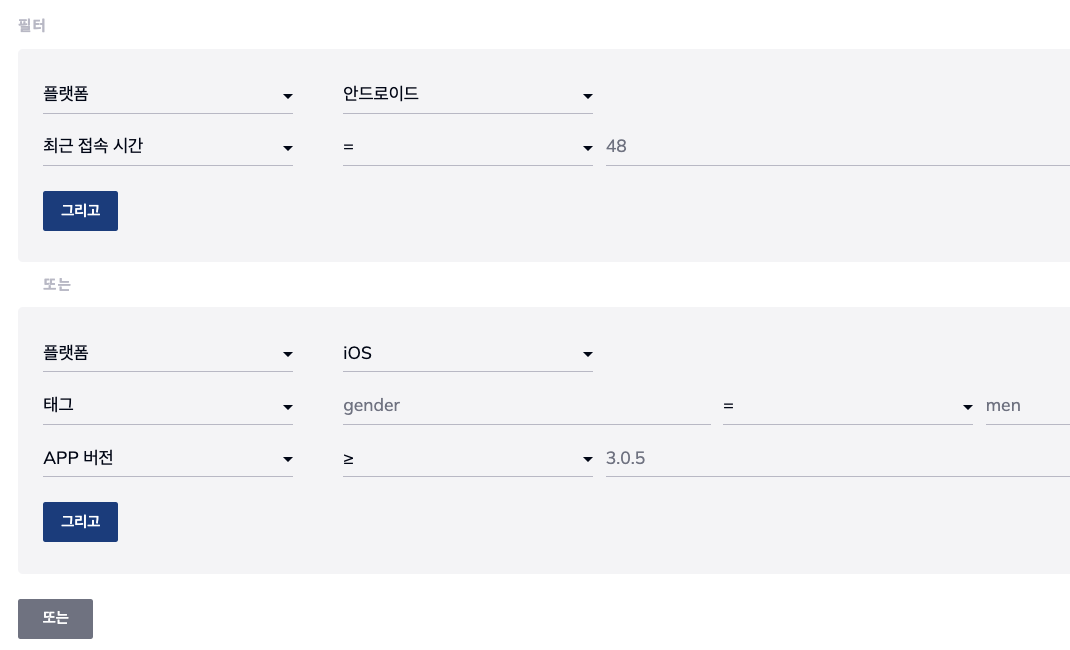 필터
플랫폼 안드로이드
최근 접속 시간 = 48
그리고
또는
플랫폼 iOS
태그 gender = men
APP 버전 ≥ 3.0.5
그리고
또는